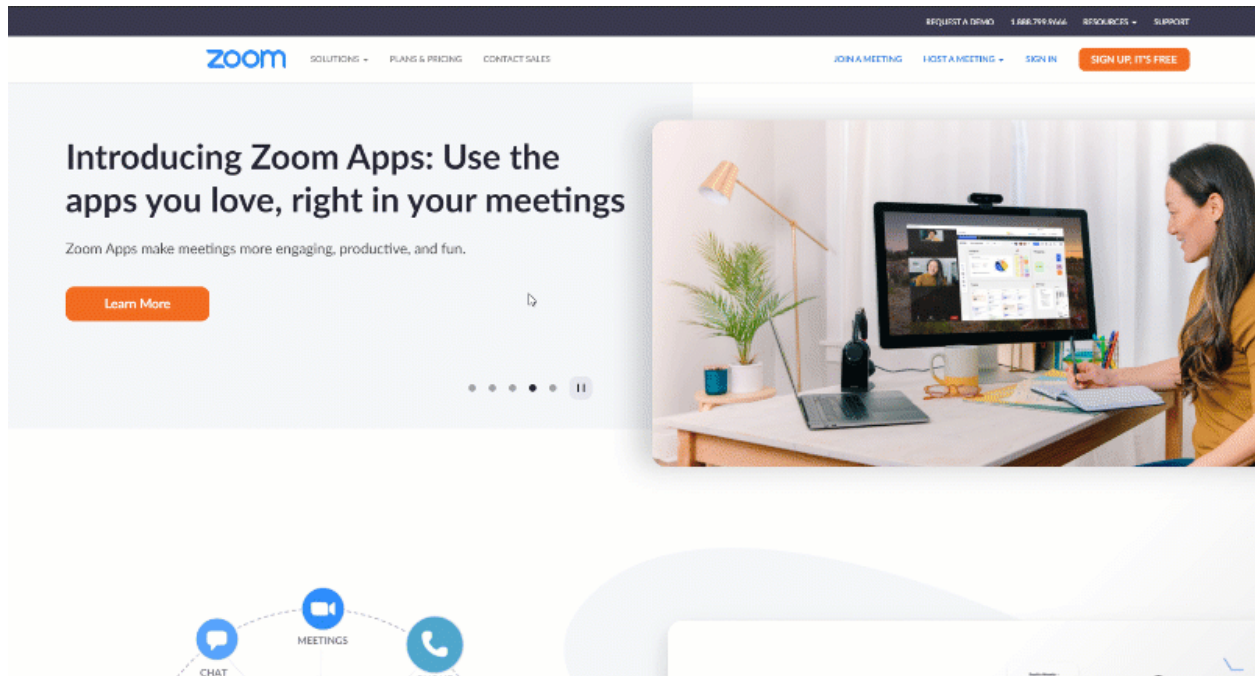 REQUEST A DEMO 1.888.799.9666 RESOURCES SUPPORT
zoom SOLUTIONS PLANS & PRICING CONTACT SALES JOIN A MEETING HOST A MEETING SIGN IN SIGN UP, IT'S FREE
Introducing Zoom Apps: Use the
apps you love, right in your meetings
Zoom Apps make meetings more engaging, productive, and fun.
Learn More
MEETINGS
CHAT